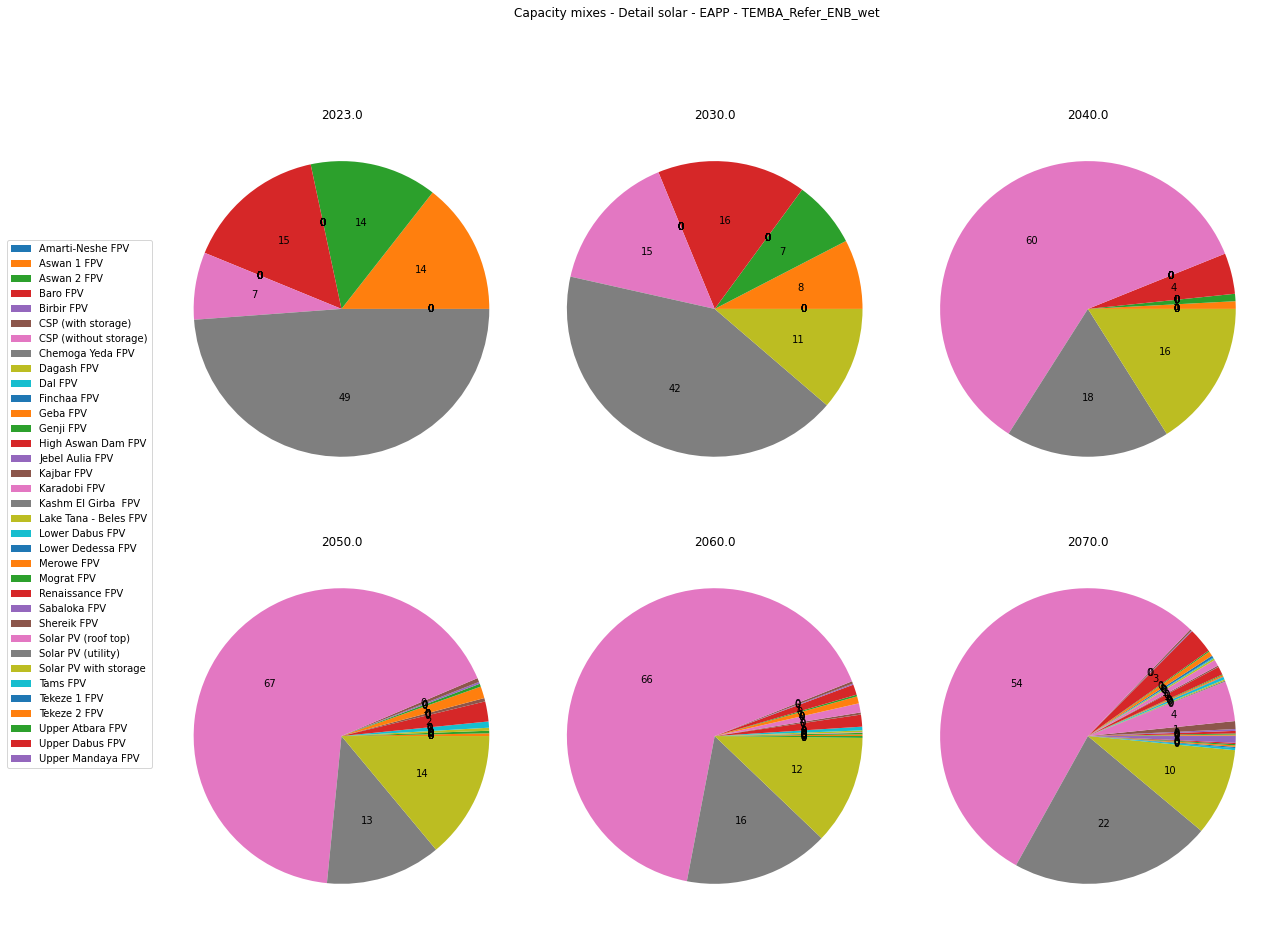 Capacity mixes - Detail solar - EAPP - TEMBA_Refer_ENB_wet
2023.0
14
14
0
15
0
7
49
0
2030.0
8
7
0
16
0
15
42
11
0
2040.0
60
0
4
0
0
16
18
Amarti-Neshe FPV
Aswan 1 FPV
Aswan 2 FPV
Baro FPV
Birbir FPV
CSP (with storage)
CSP (without storage)
Chemoga Yeda FPV
Dagash FPV
Dal FPV
Finchaa FPV
Geba FPV
Genji FPV
High Aswan Dam FPV
Jebel Aulia FPV
Kajbar FPV
Karadobi FPV
Kashm El Girba  FPV
Lake Tana - Beles FPV
Lower Dabus FPV
Lower Dedessa FPV
Merowe FPV
Mograt FPV
Renaissance FPV
Sabaloka FPV
Shereik FPV
Solar PV (roof top)
Solar PV (utility)
Solar PV with storage
Tams FPV
Tekeze 1 FPV
Tekeze 2 FPV
Upper Atbara FPV
Upper Dabus FPV
Upper Mandaya FPV
2050.0
67
14
13
2060.0
66
12
16
2070.0
54
0
3
4
1
10
22